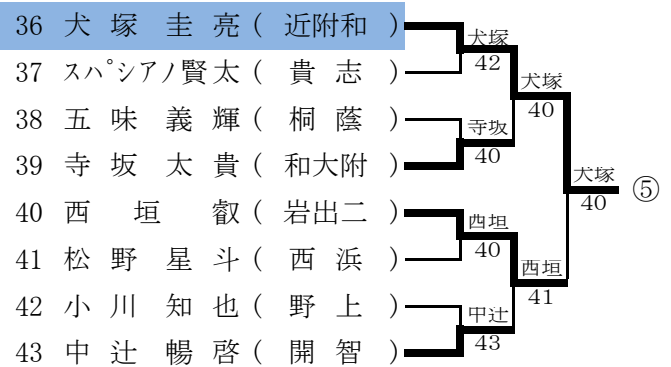 36 犬塚 圭亮 ( 近附和 )
37 スパシアノ賢太 ( 貴志 )
38 五味 義輝 ( 桐蔭 )
39 寺坂 太貴 ( 和大附 )
40 西垣 叡 ( 岩出二 )
41 松野 星斗 ( 西浜 )
42 小川 知也 ( 野上 )
43 中辻 暢啓 ( 開智 )
犬塚
42
寺坂
40
西垣
40
中辻
43
犬塚
40
西垣
41
犬塚
40
⑤